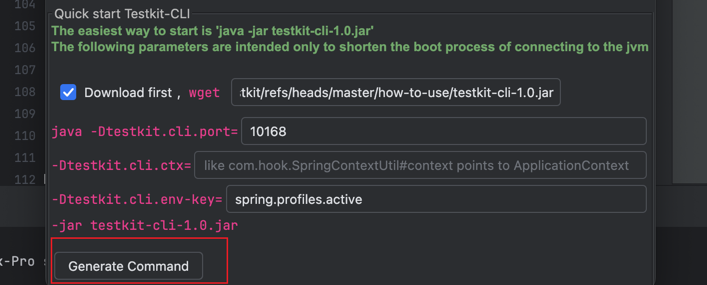 104
105
106
107
108
109
110
111
112
Quick start Testkit-CLI
The easiest way to start is 'java -jar testkit-cli-1.0.jar'
The following parameters are intended only to shorten the boot process of connecting to the jvm
Download first , wget tkit/refs/heads/master/how-to-use/testkit-cli-1.0.jar
java -Dtestkit.cli.port= 10168
-Dtestkit.cli.ctx= like com.hook.SpringContextUtil#context points to ApplicationContext
-Dtestkit.cli.env-key= spring.profiles.active
-jar testkit-cli-1.0.jar
x-Pro s
Generate Command